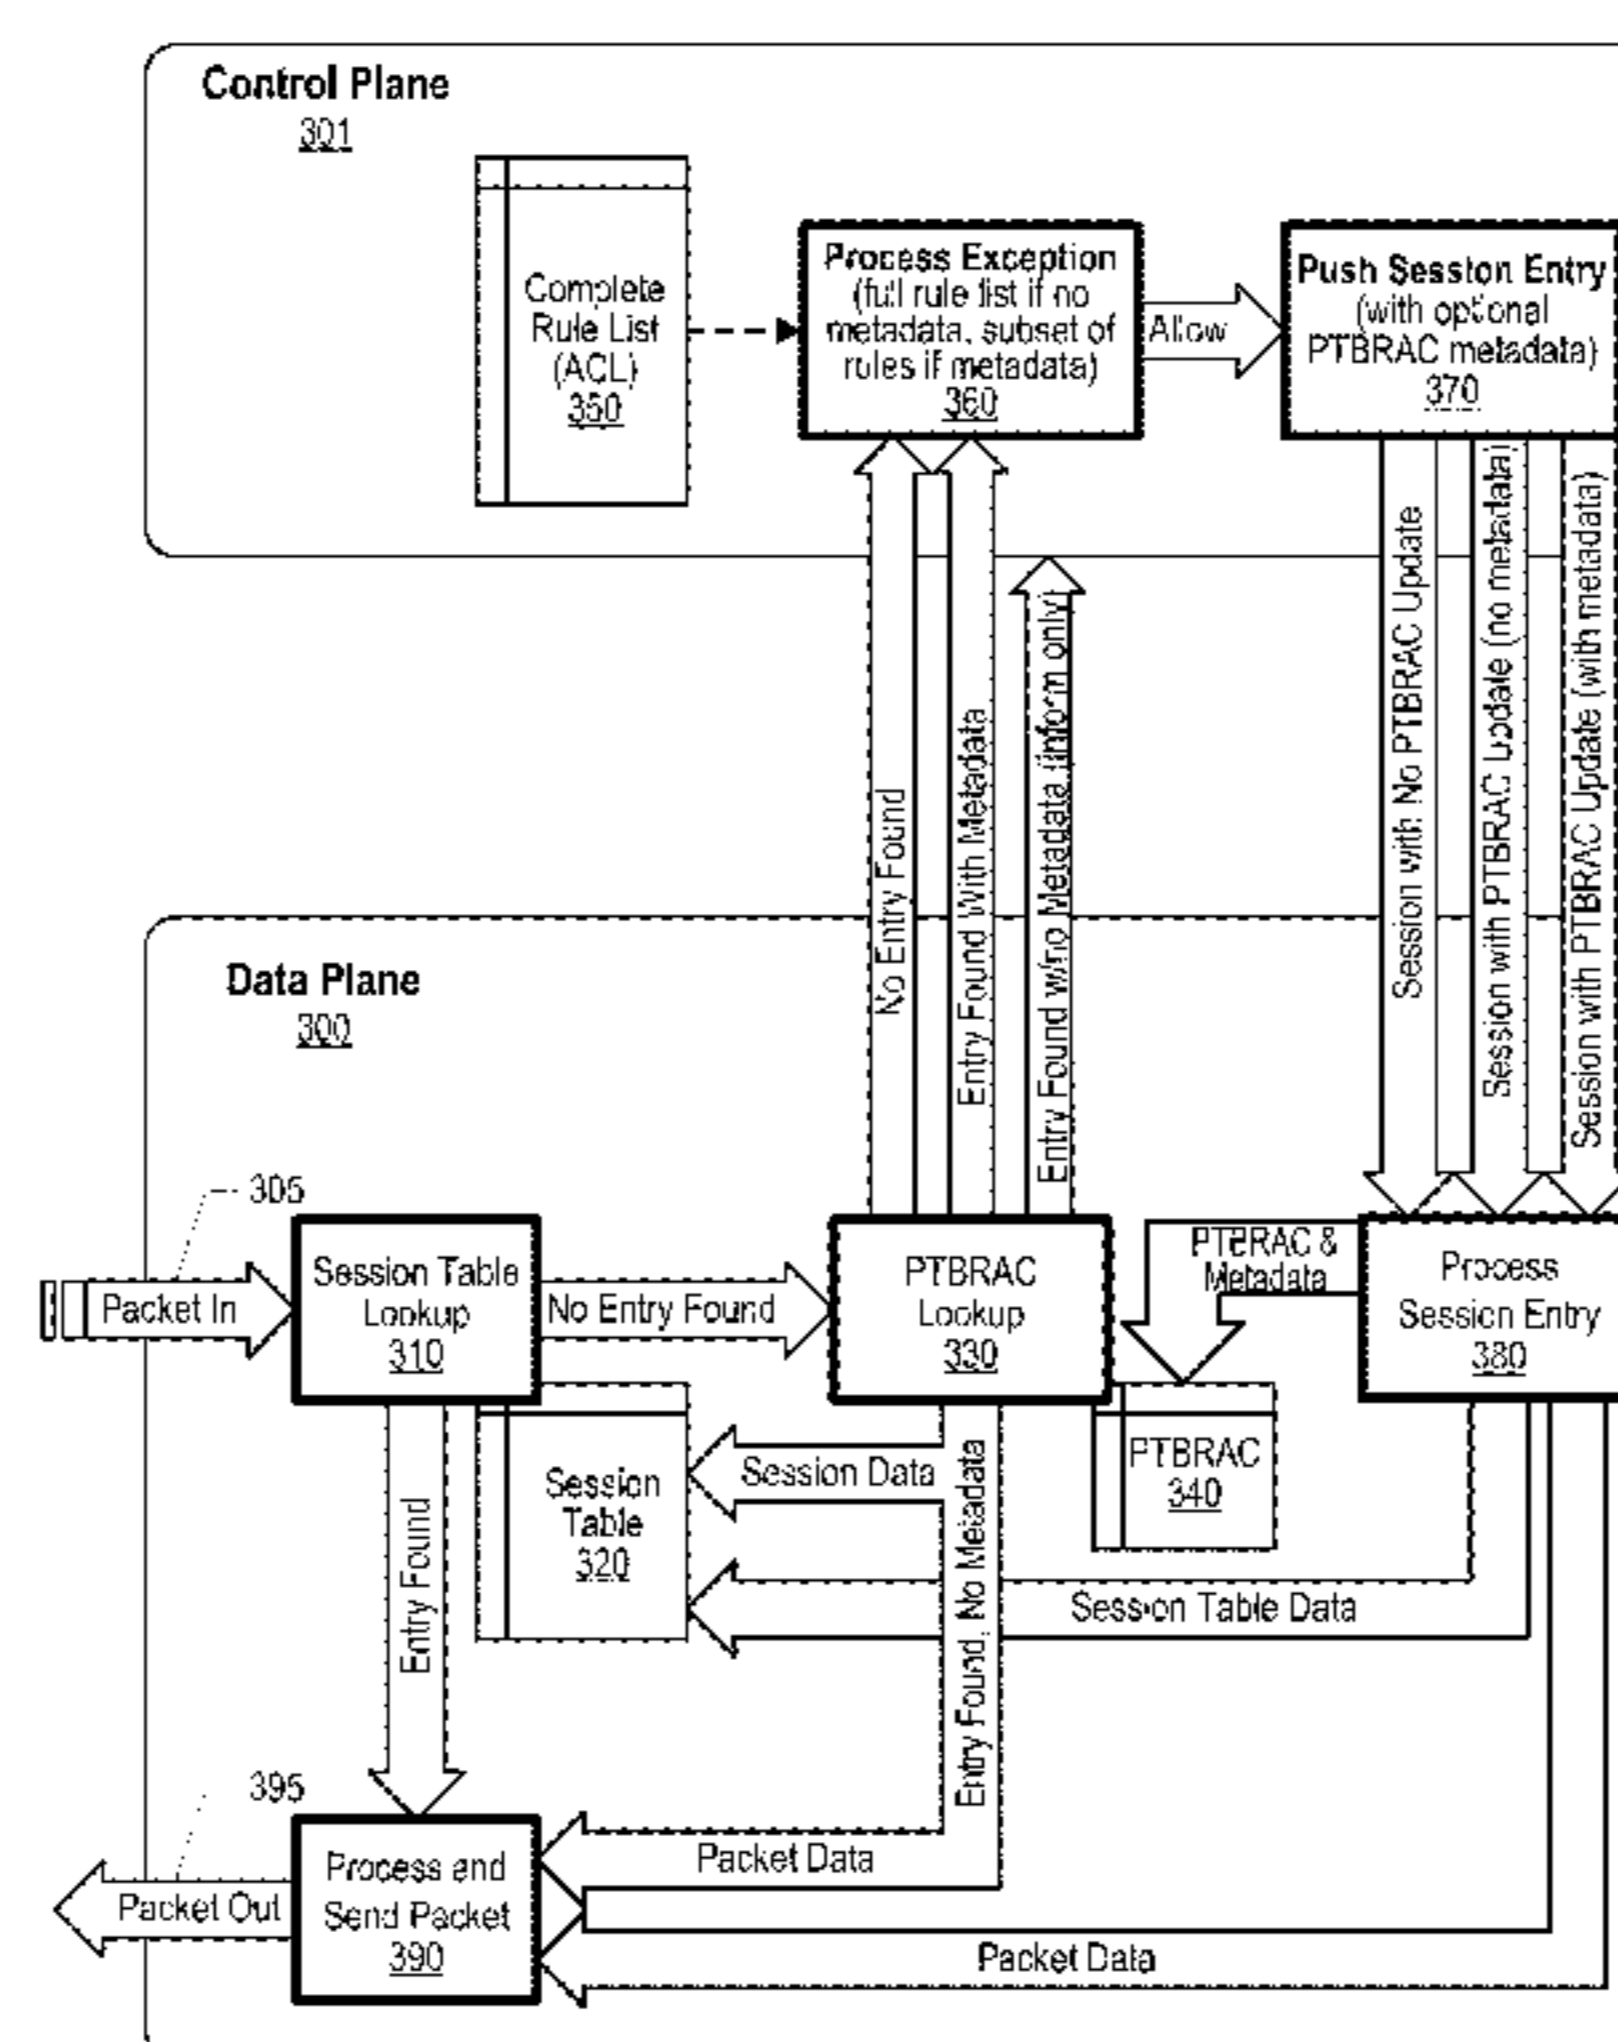 Control Plane
301
Complete
Rule List
(ACL)
350
Process Exception
(full rule list if no
metadata, subset of
rules if metadata)
360
Allow
Push Session Entry
(with optional
PTBRAC metadata)
370
No Entry Found
Entry Found With Metadata
Entry Found w/no Metadata (inform only)
Session with No PTBRAC Update
Session with PTBRAC Update (no metadata)
Session with PTBRAC Update (with metadata)
Data Plane
300
305
Packet In
Session Table
Lookup
310
No Entry Found
PTBRAC
Lookup
330
PTBRAC &
Metadata
Process
Session Entry
380
Entry Found
Session
Table
320
Session Data
Entry Found, No Metadata
PTBRAC
340
Session Table Data
395
Packet Out
Process and
Send Packet
390
Packet Data
Packet Data